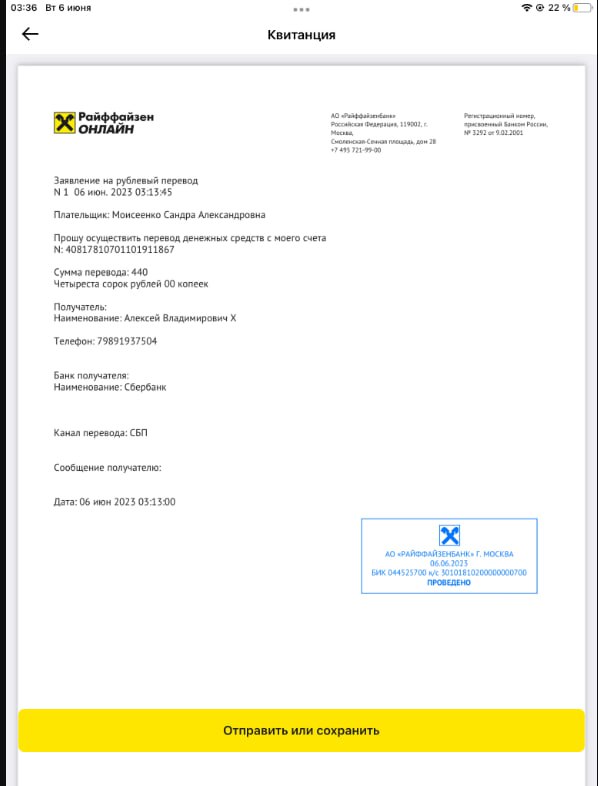 03:36 Вт 6 июня
22 %
Квитанция
Райффайзен
ОНЛАЙН
АО «Райффайзенбанк»
Российская Федерация, 119002, г.
Москва,
Смоленская-Сенная площадь, дом 28
+7 495 721-99-00
Регистрационный номер,
присвоенный Банком России,
№ 3292 от 9.02.2001
Заявление на рублевый перевод
N 1 06 июн. 2023 03:13:45
Плательщик: Моисеенко Сандра Александровна
Прошу осуществить перевод денежных средств с моего счета
N: 40817810701101911867
Сумма перевода: 440
Четыреста сорок рублей 00 копеек
Получатель:
Наименование: Алексей Владимирович Х
Телефон: 79891937504
Банк получателя:
Наименование: Сбербанк
Канал перевода: СБП
Сообщение получателю:
Дата: 06 июн 2023 03:13:00
АО «РАЙФФАЙЗЕНБАНК» Г. МОСКВА
06.06.2023
БИК 044525700 к/с 30101810200000000700
ПРОВЕДЕНО
Отправить или сохранить